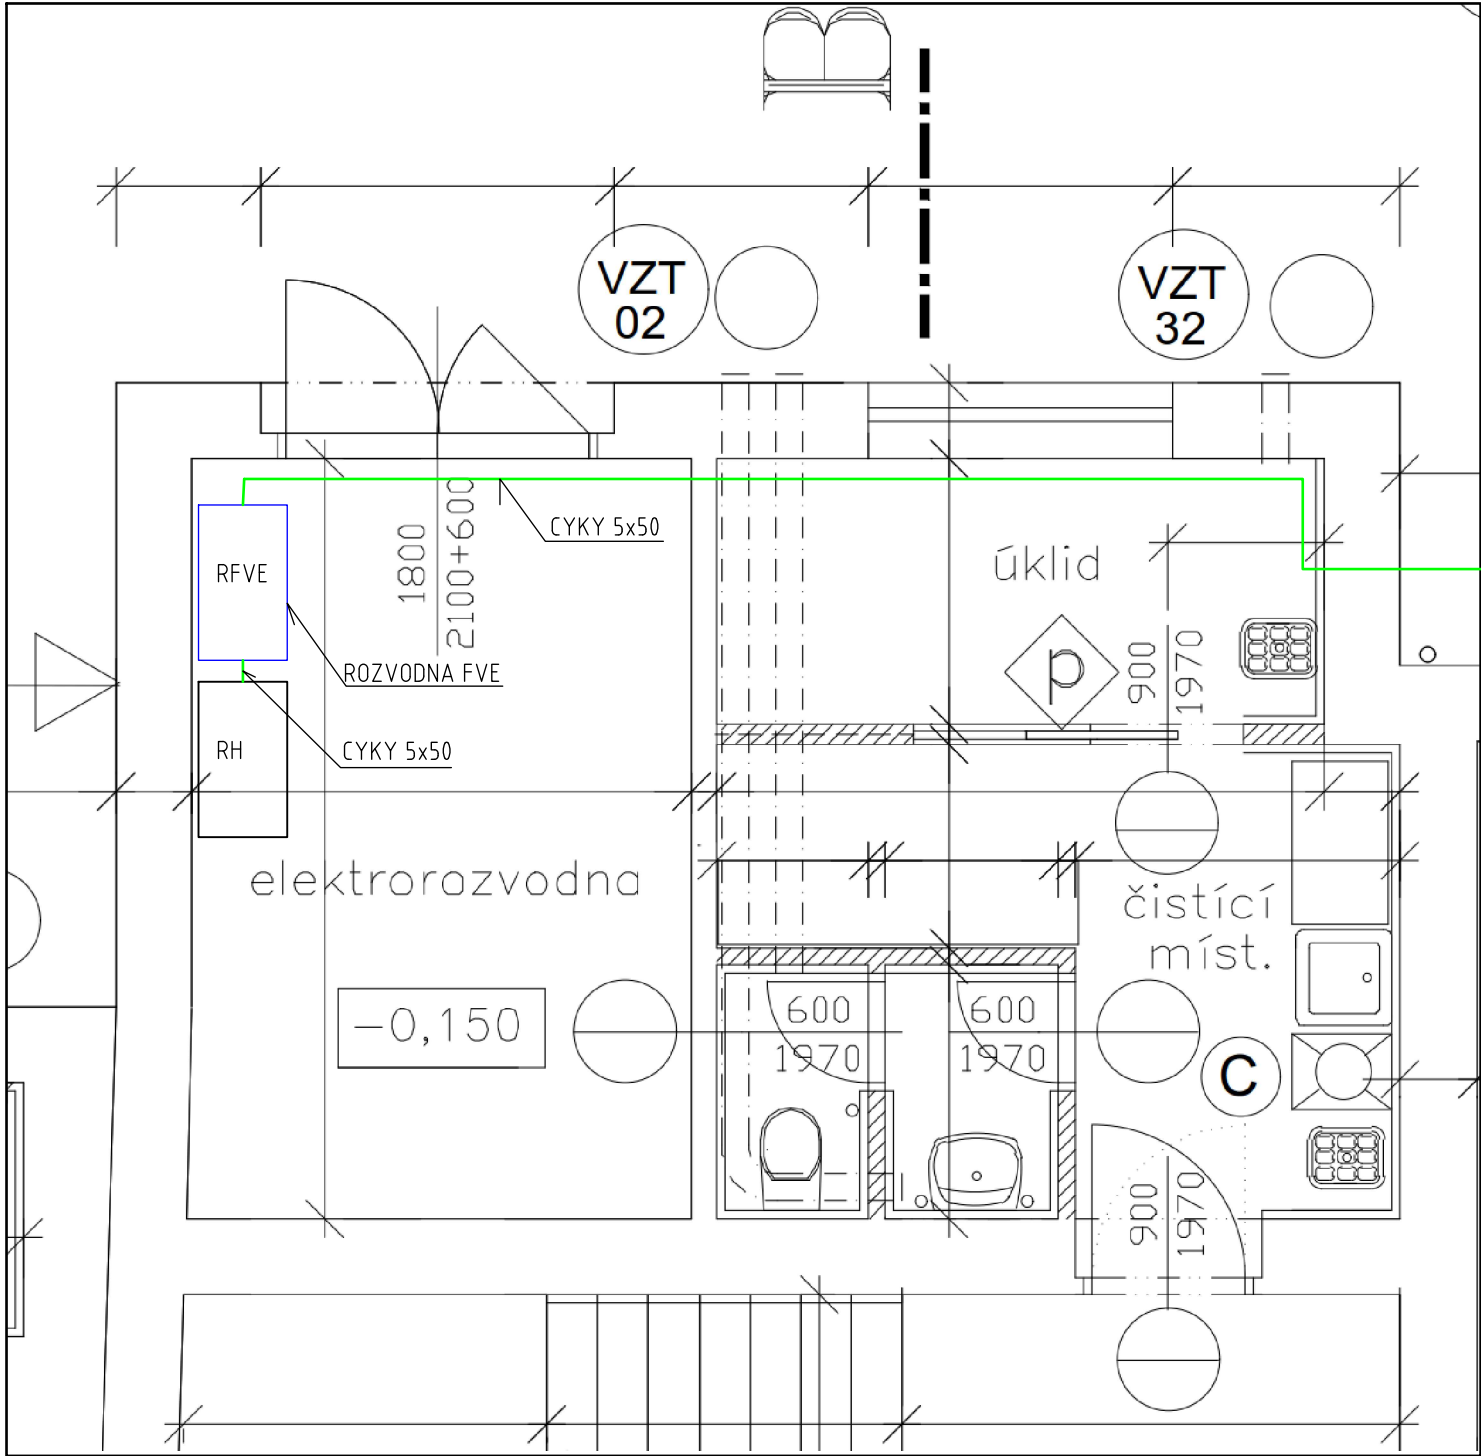 VZT
02
VZT
32
1800
2100+600
CYKY 5x50
úklid
RFVE
ROZVODNA FVE
900
1970
RH
CYKY 5x50
elektrorozvodna
čistící
míst.
-0,150
600
1970
600
1970
C
900
1970